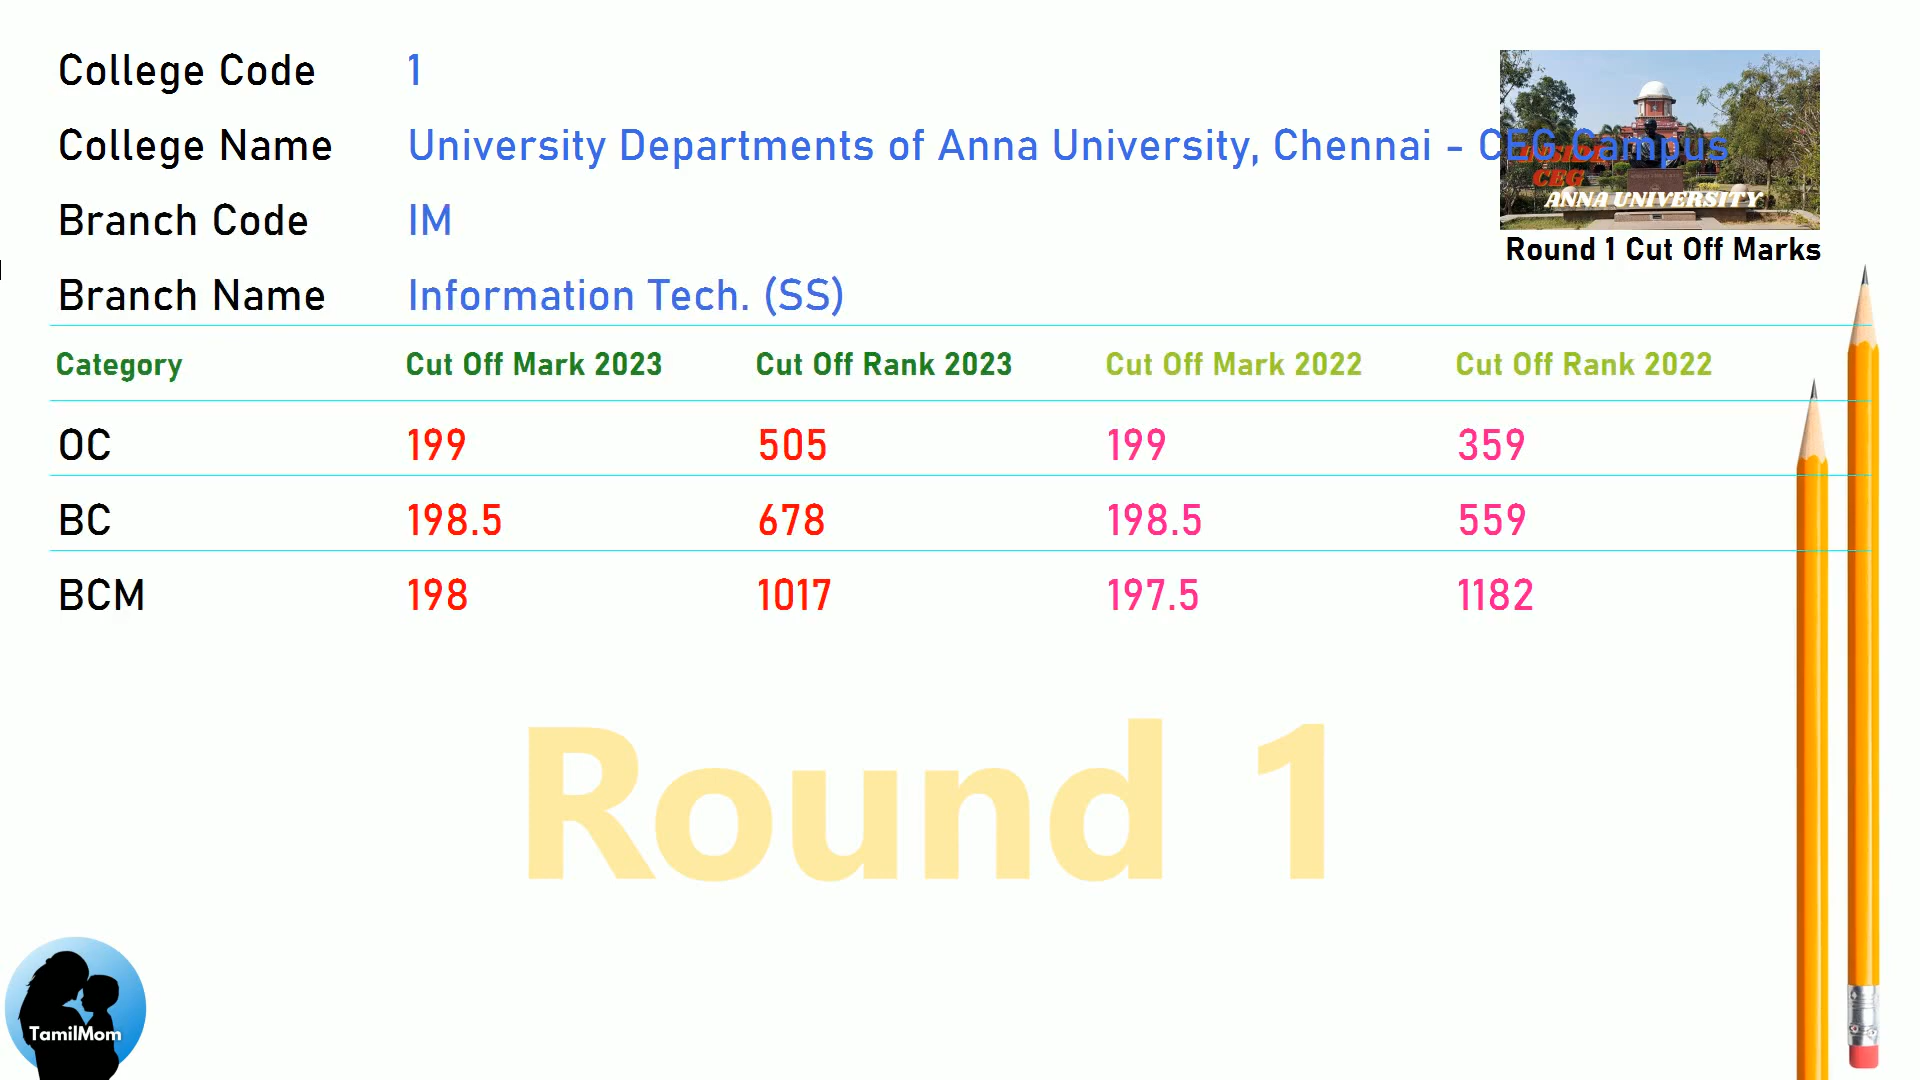 College Code 1
College Name University Departments of Anna University, Chennai - CEG Campus
CEG
ANNA UNIVERSITY
Branch Code IM
Round 1 Cut Off Marks
Branch Name Information Tech. (SS)
Category Cut Off Mark 2023 Cut Off Rank 2023 Cut Off Mark 2022 Cut Off Rank 2022
OC 199 505 199 359
BC 198.5 678 198.5 559
BCM 198 1017 197.5 1182
Round 1
TamilMom